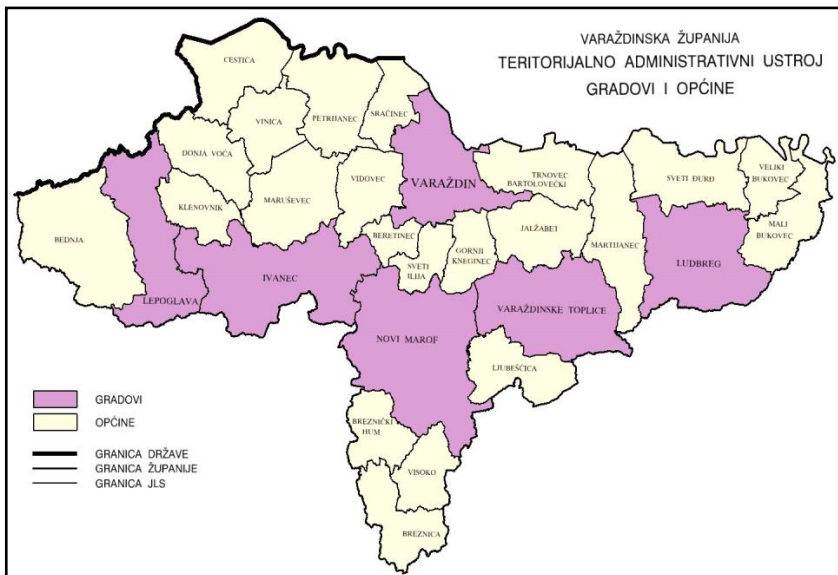 VARAŽDINSKA ŽUPANIJA
TERITORIJALNO ADMINISTRATIVNI USTROJ
GRADOVI I OPĆINE
CESTICA
VINICA
PETRIJANEC
SRAČINEC
DONJA VOĆA
KLENOVNIK
MARUŠEVEC
VIDOVEC
VARAŽDIN
TRNOVEC
BARTOLOVEČKI
SVETI ĐURĐ
VELIKI
BUKOVEC
MALI
BUKOVEC
BEDNJA
LEPOGLAVA
IVANEC
BERETINEC
SVETI
ILIJA
GORNJI
KNEGINEC
JALŽABET
MARTIJANEC
LUDBREG
NOVI MAROF
VARAŽDINSKE TOPLICE
LJUBEŠĆICA
BREZNIČKI
HUM
VISOKO
BREZNICA
GRADOVI
OPĆINE
GRANICA DRŽAVE
GRANICA ŽUPANIJE
GRANICA JLS